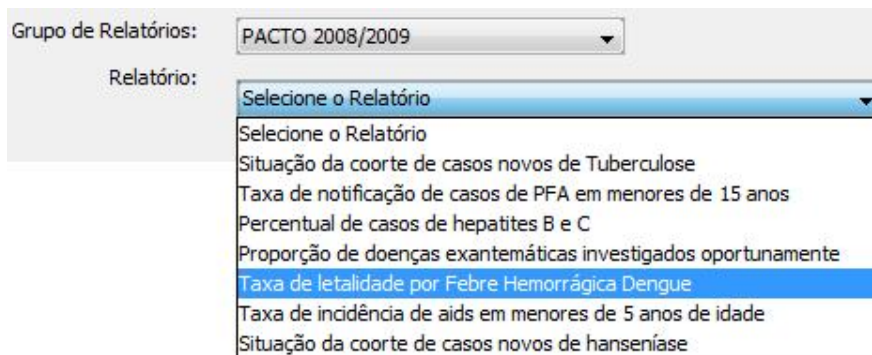 Grupo de Relatórios: PACTO 2008/2009
Relatório:
Selecione o Relatório
Selecione o Relatório
Situação da coorte de casos novos de Tuberculose
Taxa de notificação de casos de PFA em menores de 15 anos
Percentual de casos de hepatites B e C
Proporção de doenças exantemáticas investigados oportunamente
Taxa de letalidade por Febre Hemorrágica Dengue
Taxa de incidência de aids em menores de 5 anos de idade
Situação da coorte de casos novos de hanseníase